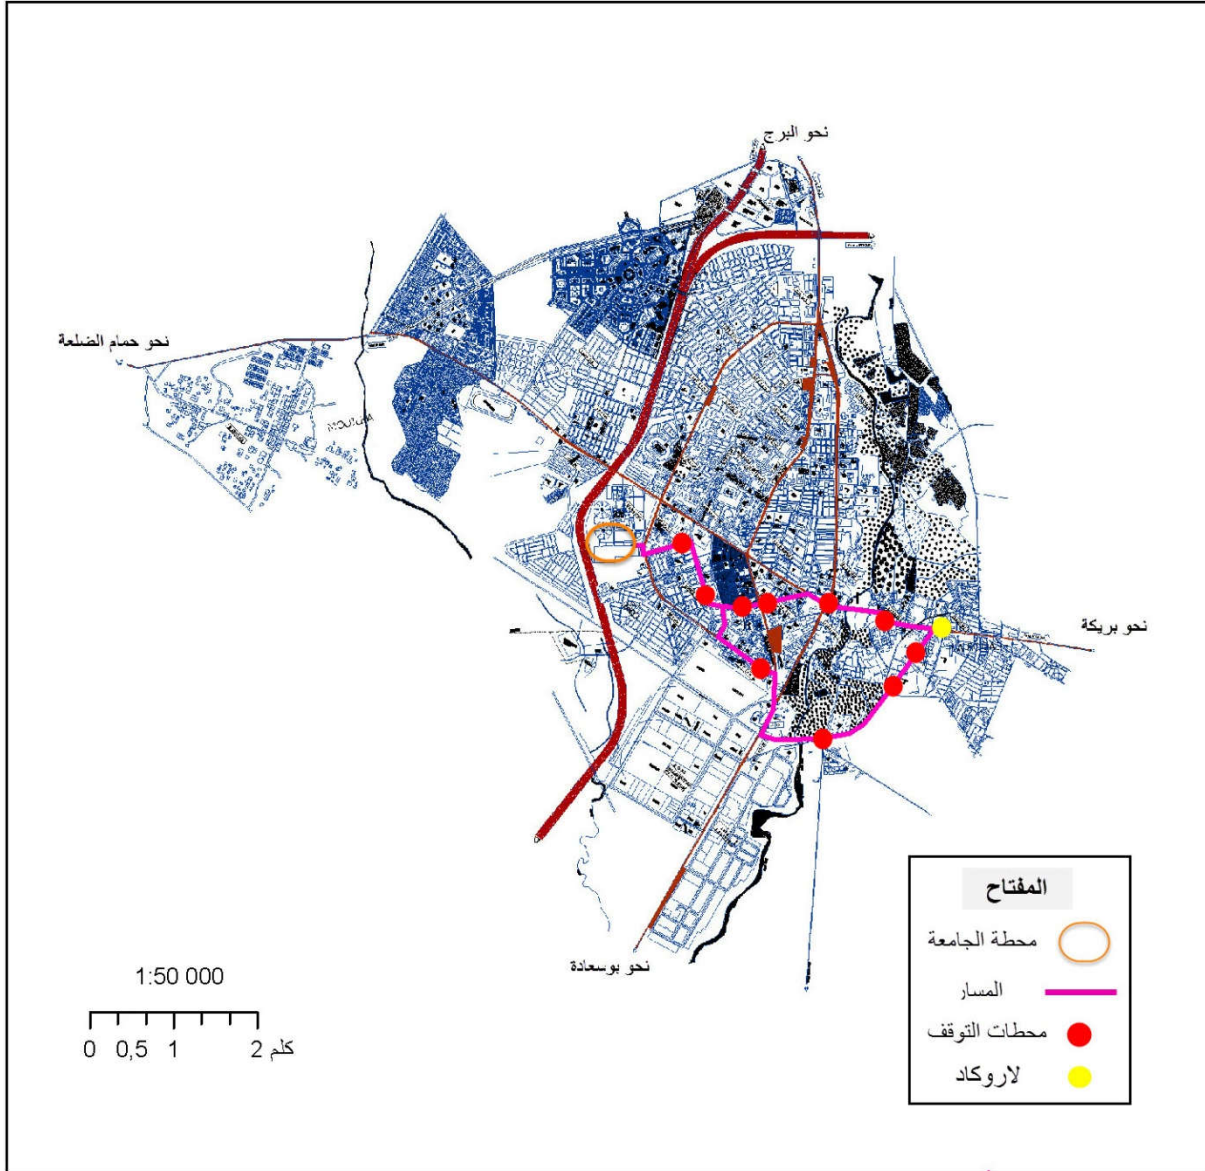 نحو البرج
نحو حمام الضلعة
نحو بريكة
نحو بوسعادة
المفتاح
محطة الجامعة
المسار
محطات التوقف
لاروكاد
1:50 000
0 0,5 1 2 كلم